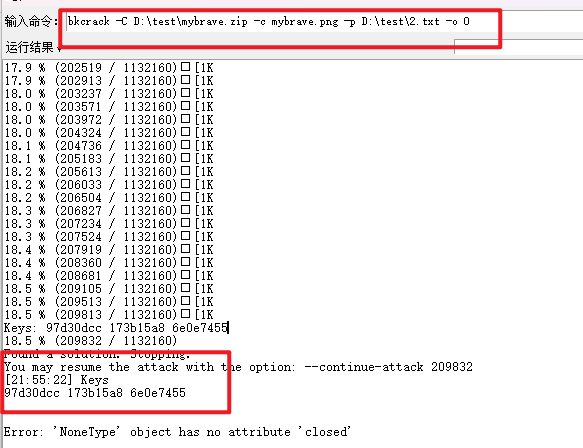 输入命令: bkcrack -C D:\test\mybrave.zip -c mybrave.png -p D:\test\2.txt -o 0
运行结果
17.9 % (202519 / 1132160)□[1K
17.9 % (202913 / 1132160)□[1K
18.0 % (203237 / 1132160)□[1K
18.0 % (203571 / 1132160)□[1K
18.0 % (203972 / 1132160)□[1K
18.0 % (204324 / 1132160)□[1K
18.1 % (204736 / 1132160)□[1K
18.1 % (205183 / 1132160)□[1K
18.2 % (205613 / 1132160)□[1K
18.2 % (206033 / 1132160)□[1K
18.2 % (206504 / 1132160)□[1K
18.3 % (206827 / 1132160)□[1K
18.3 % (207234 / 1132160)□[1K
18.3 % (207524 / 1132160)□[1K
18.4 % (207919 / 1132160)□[1K
18.4 % (208360 / 1132160)□[1K
18.4 % (208681 / 1132160)□[1K
18.5 % (209105 / 1132160)□[1K
18.5 % (209513 / 1132160)□[1K
18.5 % (209813 / 1132160)□[1K
Keys: 97d30dcc 173b15a8 6e0e7455
18.5 % (209832 / 1132160)
Found a solution. Stopping.
You may resume the attack with the option: --continue-attack 209832
[21:55:22] Keys
97d30dcc 173b15a8 6e0e7455
Error: 'NoneType' object has no attribute 'closed'